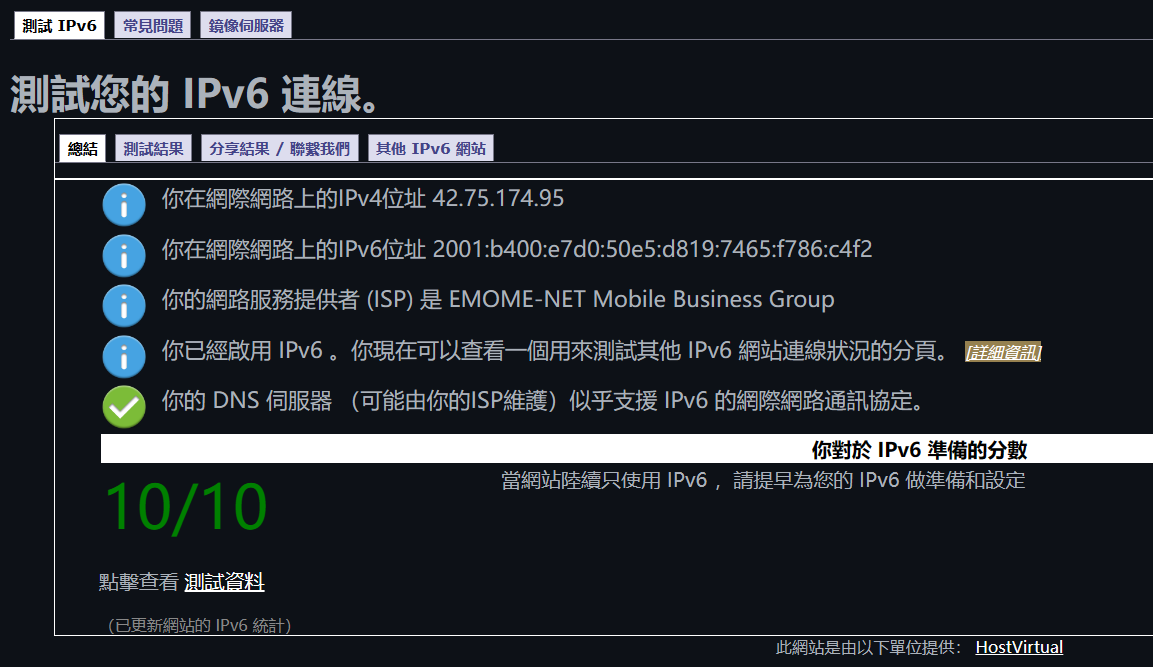 測試 IPv6 常見問題 鏡像伺服器
測試您的 IPv6 連線。
總結 測試結果 分享結果 / 聯繫我們 其他 IPv6 網站
你在網際網路上的IPv4位址 42.75.174.95
你在網際網路上的IPv6位址 2001:b400:e7d0:50e5:d819:7465:f786:c4f2
你的網路服務提供者 (ISP) 是 EMOME-NET Mobile Business Group
你已經啟用 IPv6 。你現在可以查看一個用來測試其他 IPv6 網站連線狀況的分頁。 [詳細資訊]
你的 DNS 伺服器 （可能由你的ISP維護）似乎支援 IPv6 的網際網路通訊協定。
你對於 IPv6 準備的分數
10/10
當網站陸續只使用 IPv6 ，請提早為您的 IPv6 做準備和設定
點擊查看 測試資料
（已更新網站的 IPv6 統計）
此網站是由以下單位提供： HostVirtual